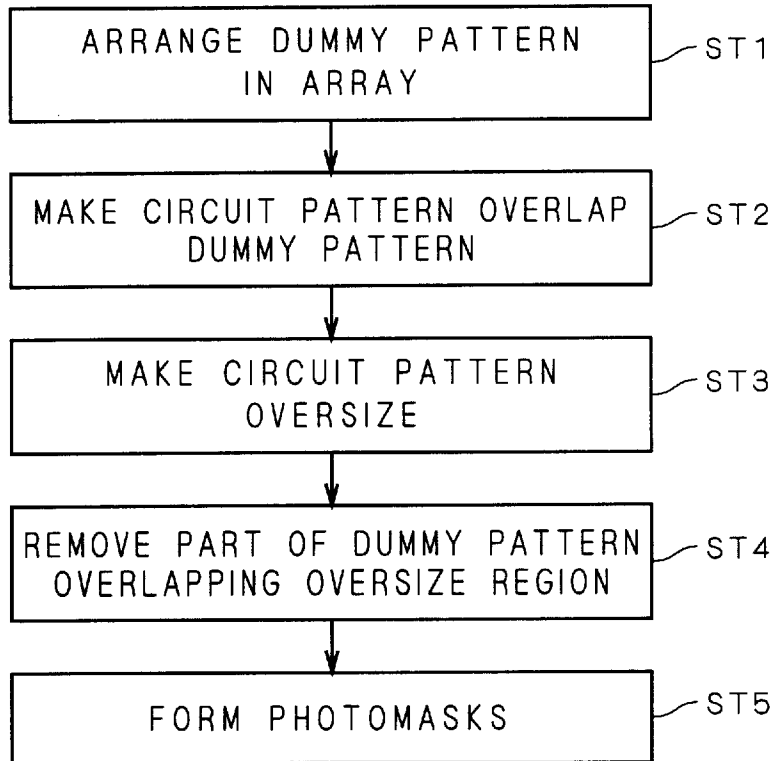 ARRANGE DUMMY PATTERN
IN ARRAY
ST1
MAKE CIRCUIT PATTERN OVERLAP
DUMMY PATTERN
ST2
MAKE CIRCUIT PATTERN
OVERSIZE
ST3
REMOVE PART OF DUMMY PATTERN
OVERLAPPING OVERSIZE REGION
ST4
FORM PHOTOMASKS
ST5